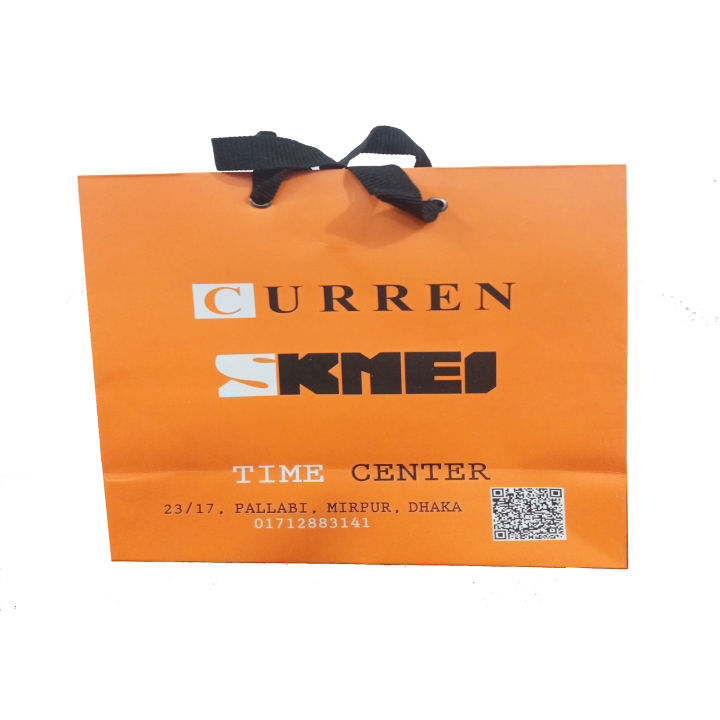 CURREN
SKMEI
TIME CENTER
23/17, PALLABI, MIRPUR, DHAKA
01712883141